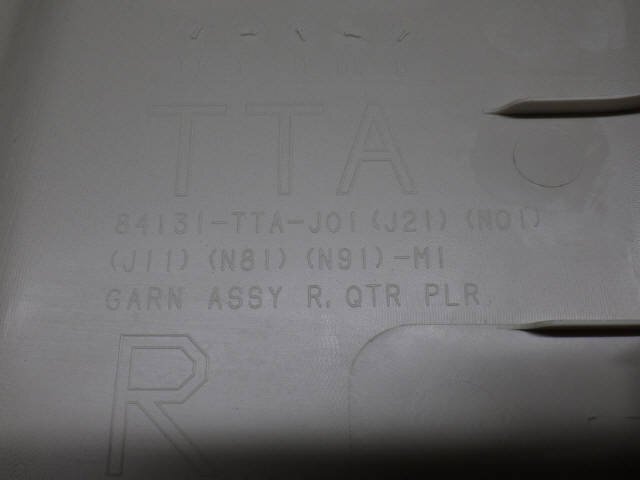 TTA
84131-TTA-J01(J21)(N01)
(J11)(N81)(N91)-M1
GARN ASSY R, QTR PLR
R